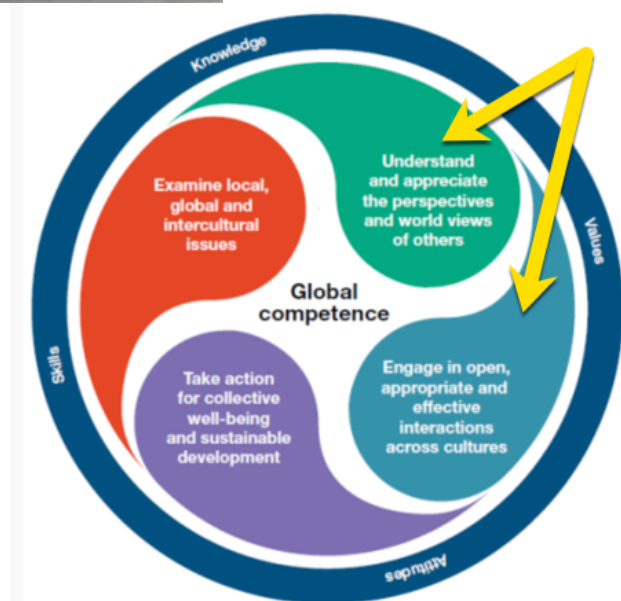 Knowledge
Understand
and appreciate
the perspectives
and world views
of others
Examine local,
global and
intercultural
issues
Values
Global
competence
Skills
Take action
for collective
well-being
and sustainable
development
Engage in open,
appropriate and
effective
interactions
across cultures
Attitudes